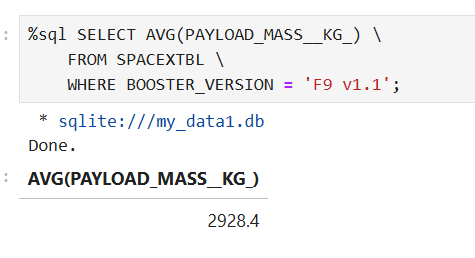 %sql SELECT AVG(PAYLOAD_MASS__KG_) \
FROM SPACEXTBL \
WHERE BOOSTER_VERSION = 'F9 v1.1';
* sqlite:///my_data1.db
Done.
AVG(PAYLOAD_MASS__KG_)
2928.4